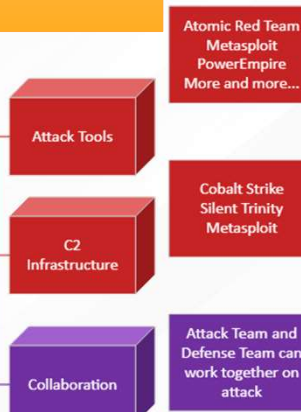 Atomic Red Team
Metasploit
PowerEmpire
More and more...
Attack Tools
Cobalt Strike
Silent Trinity
Metasploit
C2
Infrastructure
Attack Team and
Defense Team can
work together on
attack
Collaboration